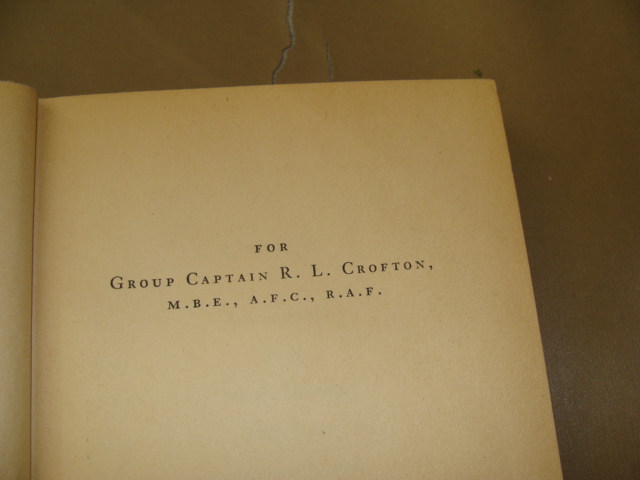 FOR
GROUP CAPTAIN R. L. CROFTON,
M.B.E., A.F.C., R.A.F.